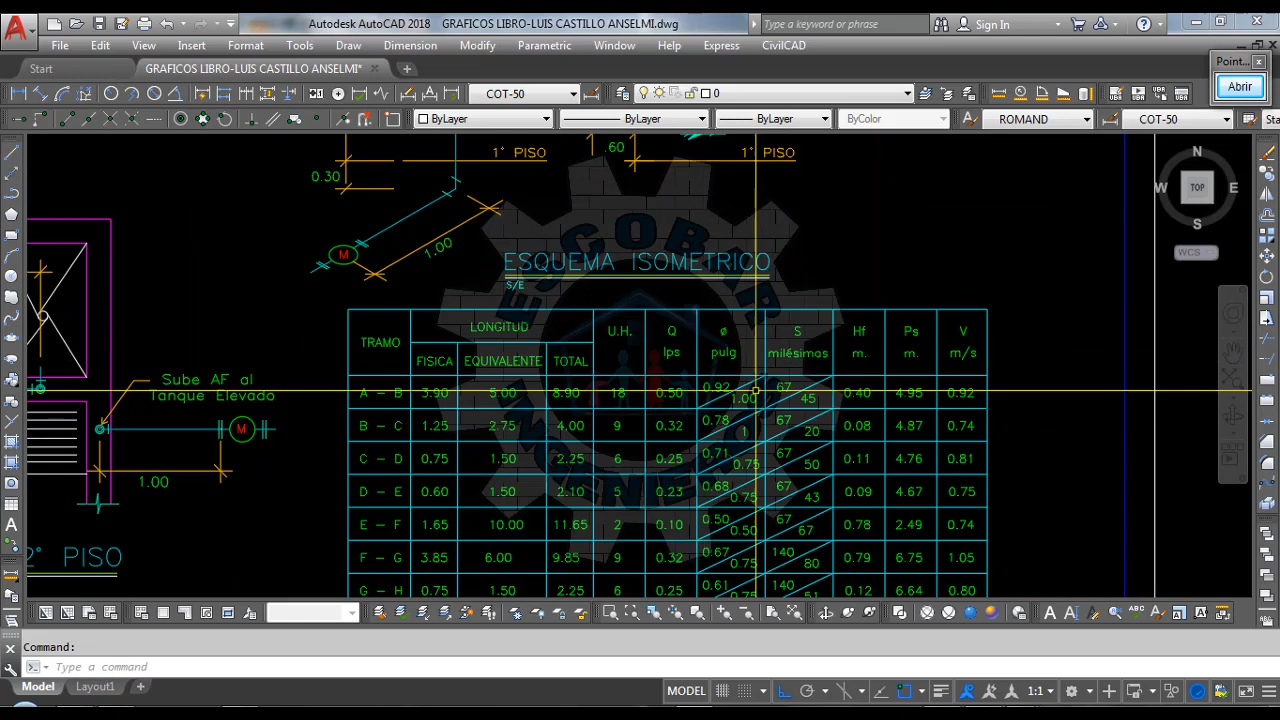 Autodesk AutoCAD 2018 GRAFICOS LIBRO-LUIS CASTILLO ANSELMI.dwg
Type a keyword or phrase
Sign In
File Edit View Insert Format Tools Draw Dimension Modify Parametric Window Help Express CivilCAD
Point...
Start GRAFICOS LIBRO-LUIS CASTILLO ANSELMI*
Abrir
COT-50
0
ByLayer ByLayer ByLayer ByColor ROMAND COT-50 Sta
1° PISO
.60
1° PISO
0.30
N
W TOP E
S
WCS
1.00
M
ESCOBAR
INGENIEROS
ESQUEMA ISOMETRICO
S/E
TRAMO LONGITUD U.H. Q ø S Hf Ps V
lps pulg milésimas m. m. m/s
FISICA EQUIVALENTE TOTAL
A - B 3.90 5.00 8.90 18 0.50 0.92 1.00 67 45 0.40 4.95 0.92
B - C 1.25 2.75 4.00 9 0.32 0.78 1 67 20 0.08 4.87 0.74
C - D 0.75 1.50 2.25 6 0.25 0.71 0.75 67 50 0.11 4.76 0.81
D - E 0.60 1.50 2.10 5 0.23 0.68 0.75 67 43 0.09 4.67 0.75
E - F 1.65 10.00 11.65 2 0.10 0.50 0.50 67 67 0.78 2.49 0.74
F - G 3.85 6.00 9.85 9 0.32 0.67 0.75 140 80 0.79 6.75 1.05
G - H 0.75 1.50 2.25 6 0.25 0.61 0.75 140 51 0.12 6.64 0.80
Sube AF al
Tanque Elevado
M
1.00
2° PISO
Command:
Type a command
Model Layout1
MODEL 1:1